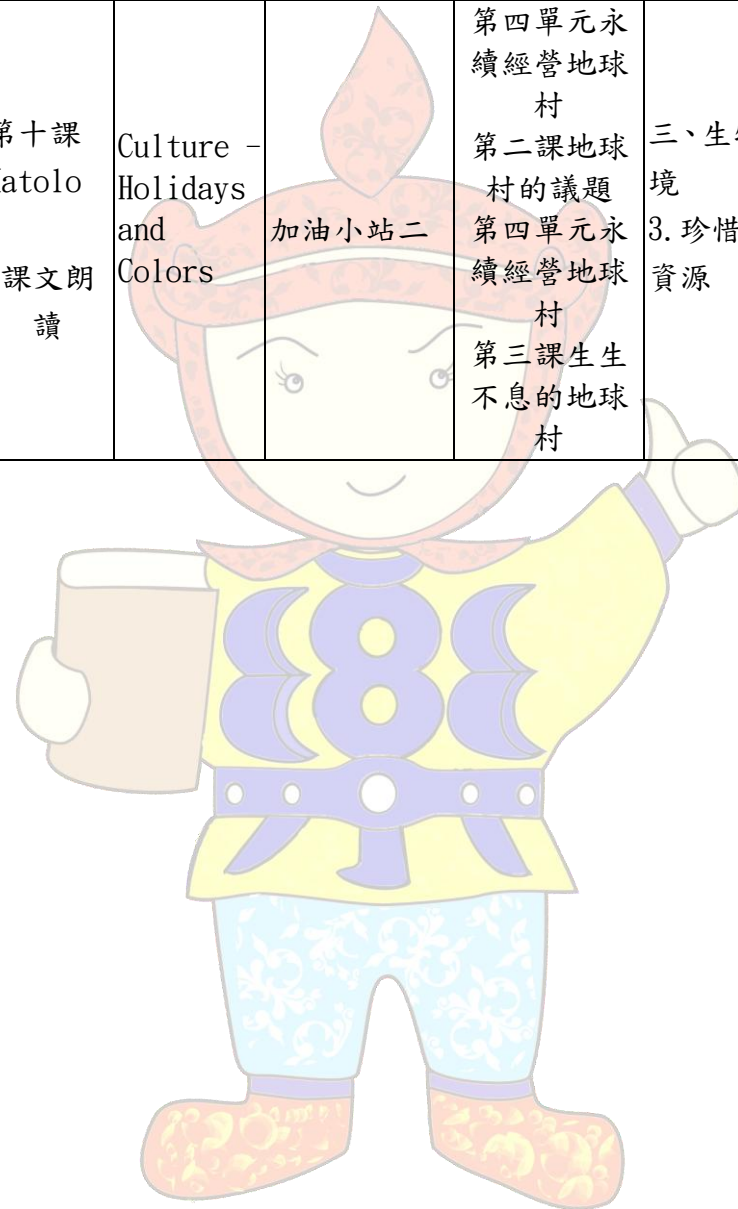 第十課
atolo
課文朗
讀
Culture -
Holidays
and
Colors
加油小站二
第四單元永
續經營地球
村
第二課地球
村的議題
第四單元永
續經營地球
村
第三課生生
不息的地球
村
三、生
境
3.珍惜
資源